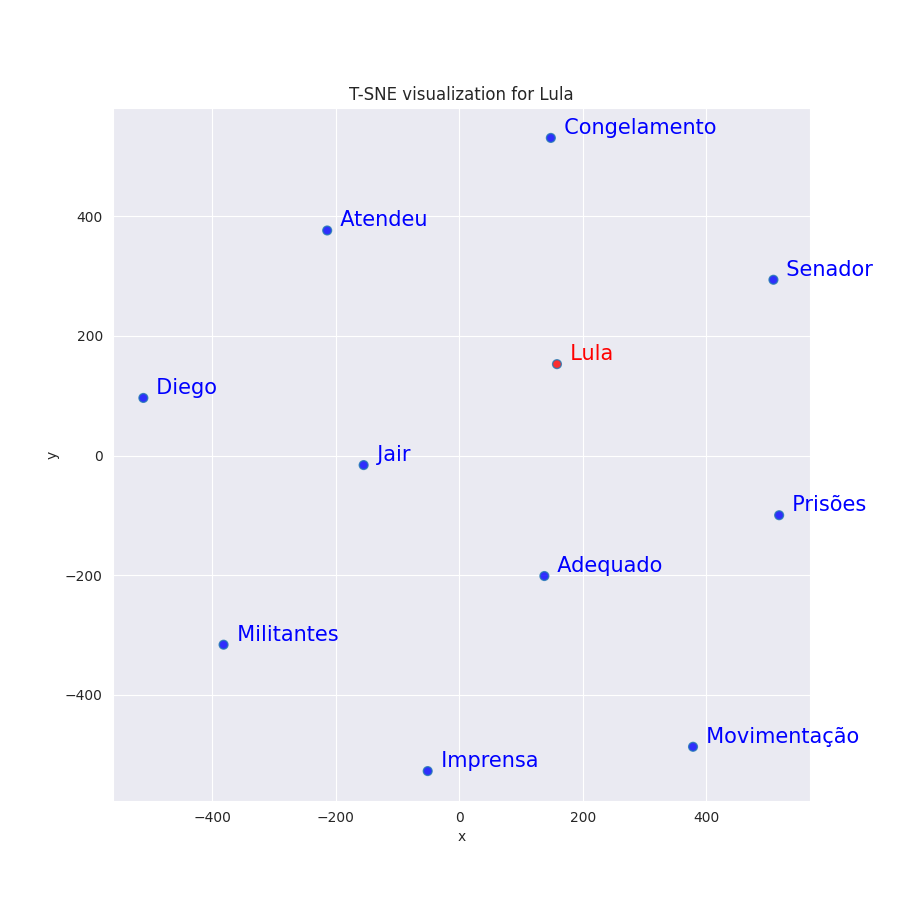 T-SNE visualization for Lula
Congelamento
Atendeu
Senador
Lula
Diego
Jair
Prisões
Adequado
Militantes
Movimentação
Imprensa
400
200
0
−200
−400
y
−400 −200 0 200 400
x